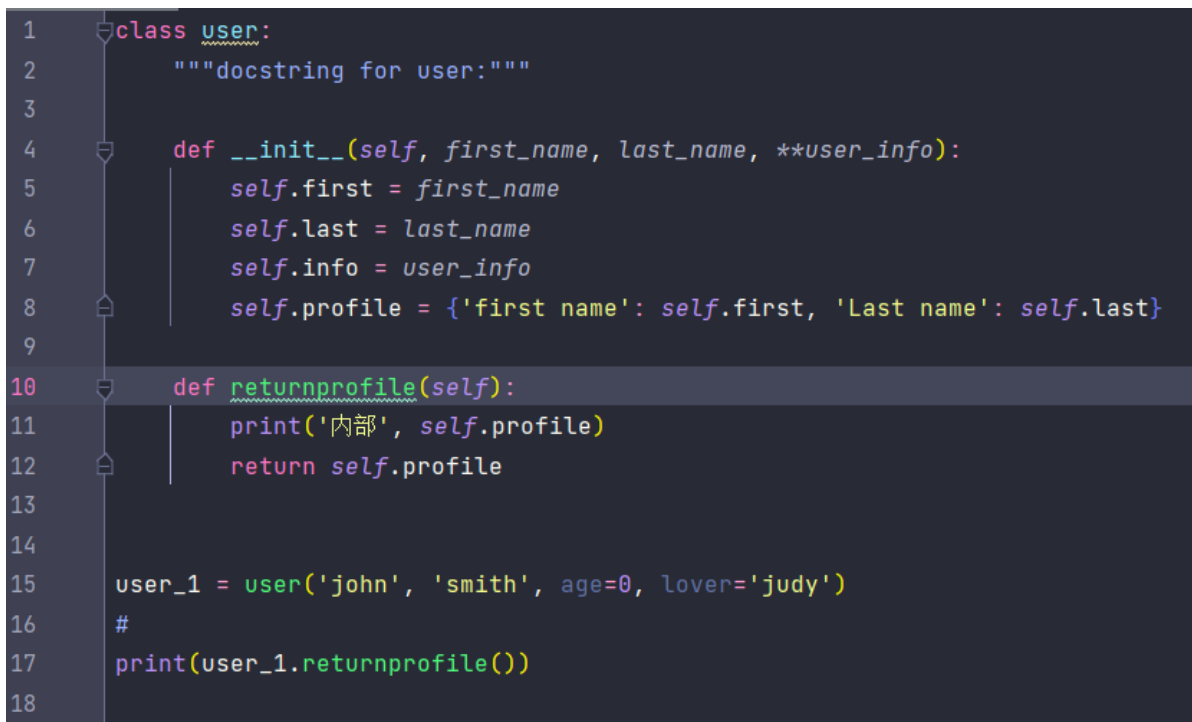 1 class user:
2 """docstring for user:"""
3
4 def __init__(self, first_name, last_name, **user_info):
5 self.first = first_name
6 self.last = last_name
7 self.info = user_info
8 self.profile = {'first name': self.first, 'Last name': self.last}
9
10 def returnprofile(self):
11 print('内部', self.profile)
12 return self.profile
13
14
15 user_1 = user('john', 'smith', age=0, lover='judy')
16 #
17 print(user_1.returnprofile())
18